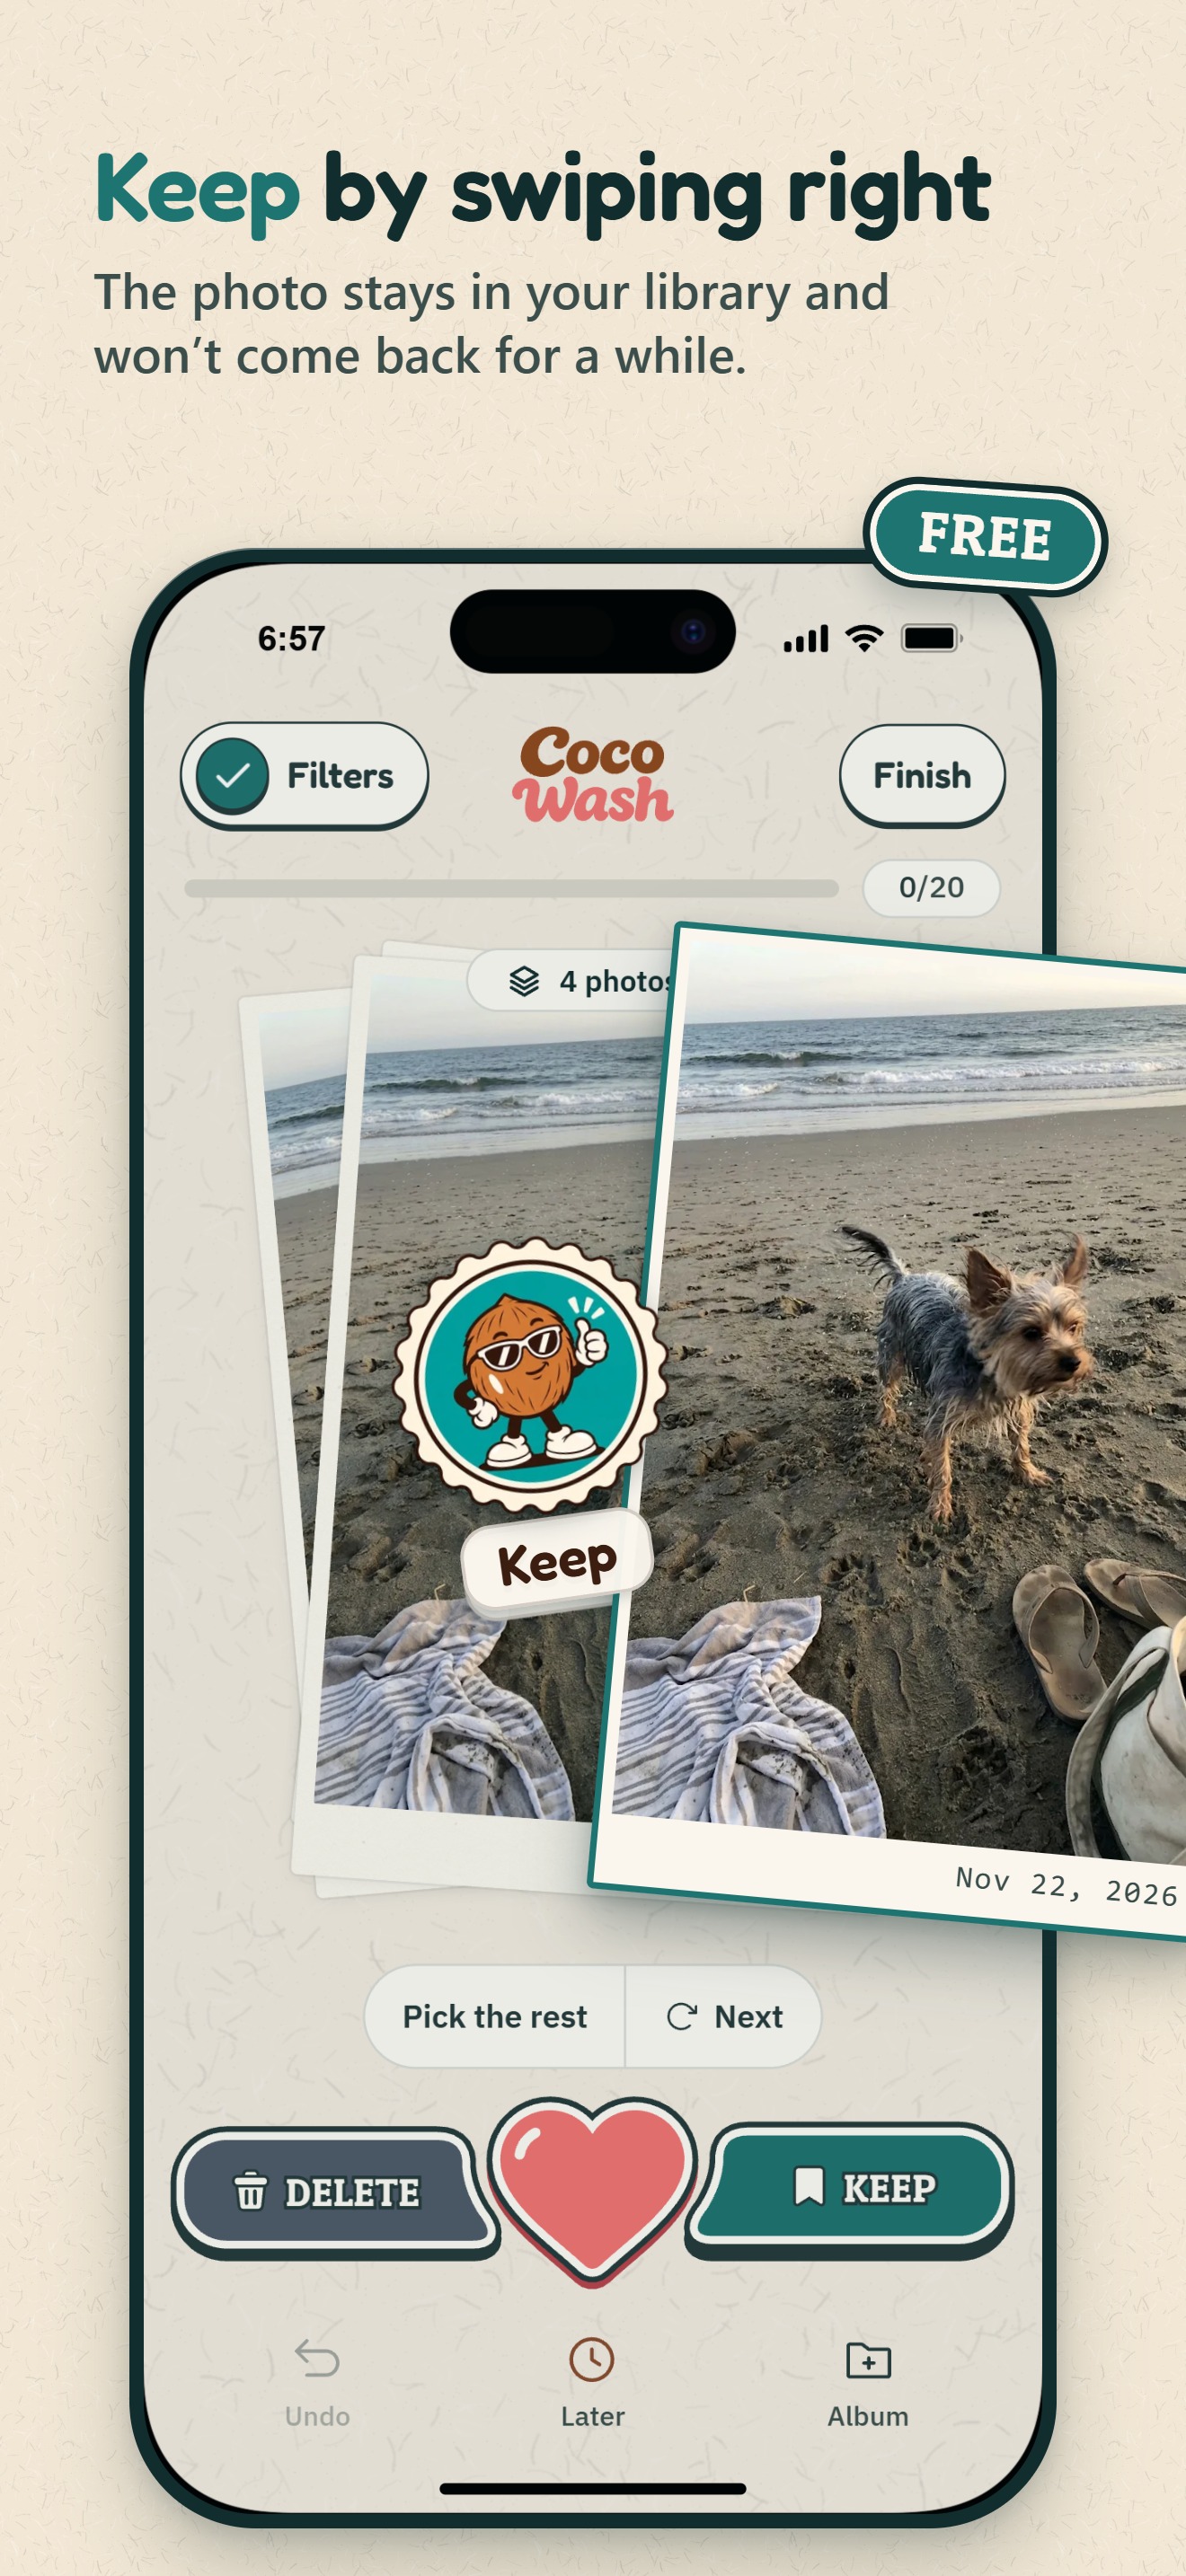 Keep by swiping right
The photo stays in your library and
won’t come back for a while.
FREE
6:57
Filters
Coco
Wash
Finish
0/20
4 photos
Keep
Nov 22, 2026
Pick the rest
Next
DELETE
KEEP
Undo
Later
Album